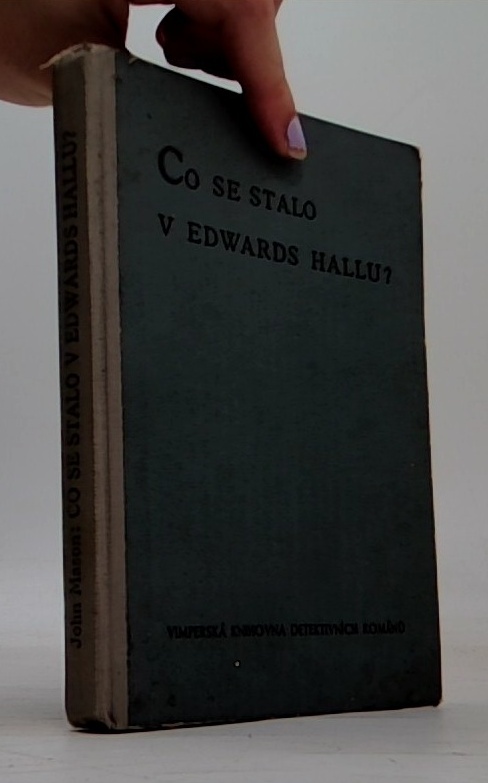 Co se stalo
v Edwards Hallu?
Vimperská knihovna detektivních románů
John Mason: CO SE STALO V EDWARDS HALLU?